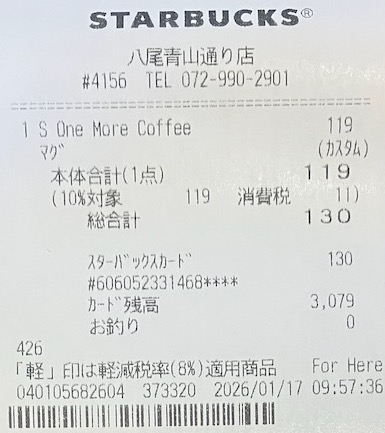 STARBUCKS®
八尾青山通り店
#4156 TEL 072-990-2901
1 S One More Coffee 119
マグ (カスタム)
本体合計(1点) 119
(10%対象 119 消費税 11)
総合計 130
スターバックスカード 130
#606052331468****
カード残高 3,079
お釣り 0
426
「軽」印は軽減税率(8%)適用商品 For Here
040105682604 373320 2026/01/17 09:57:36